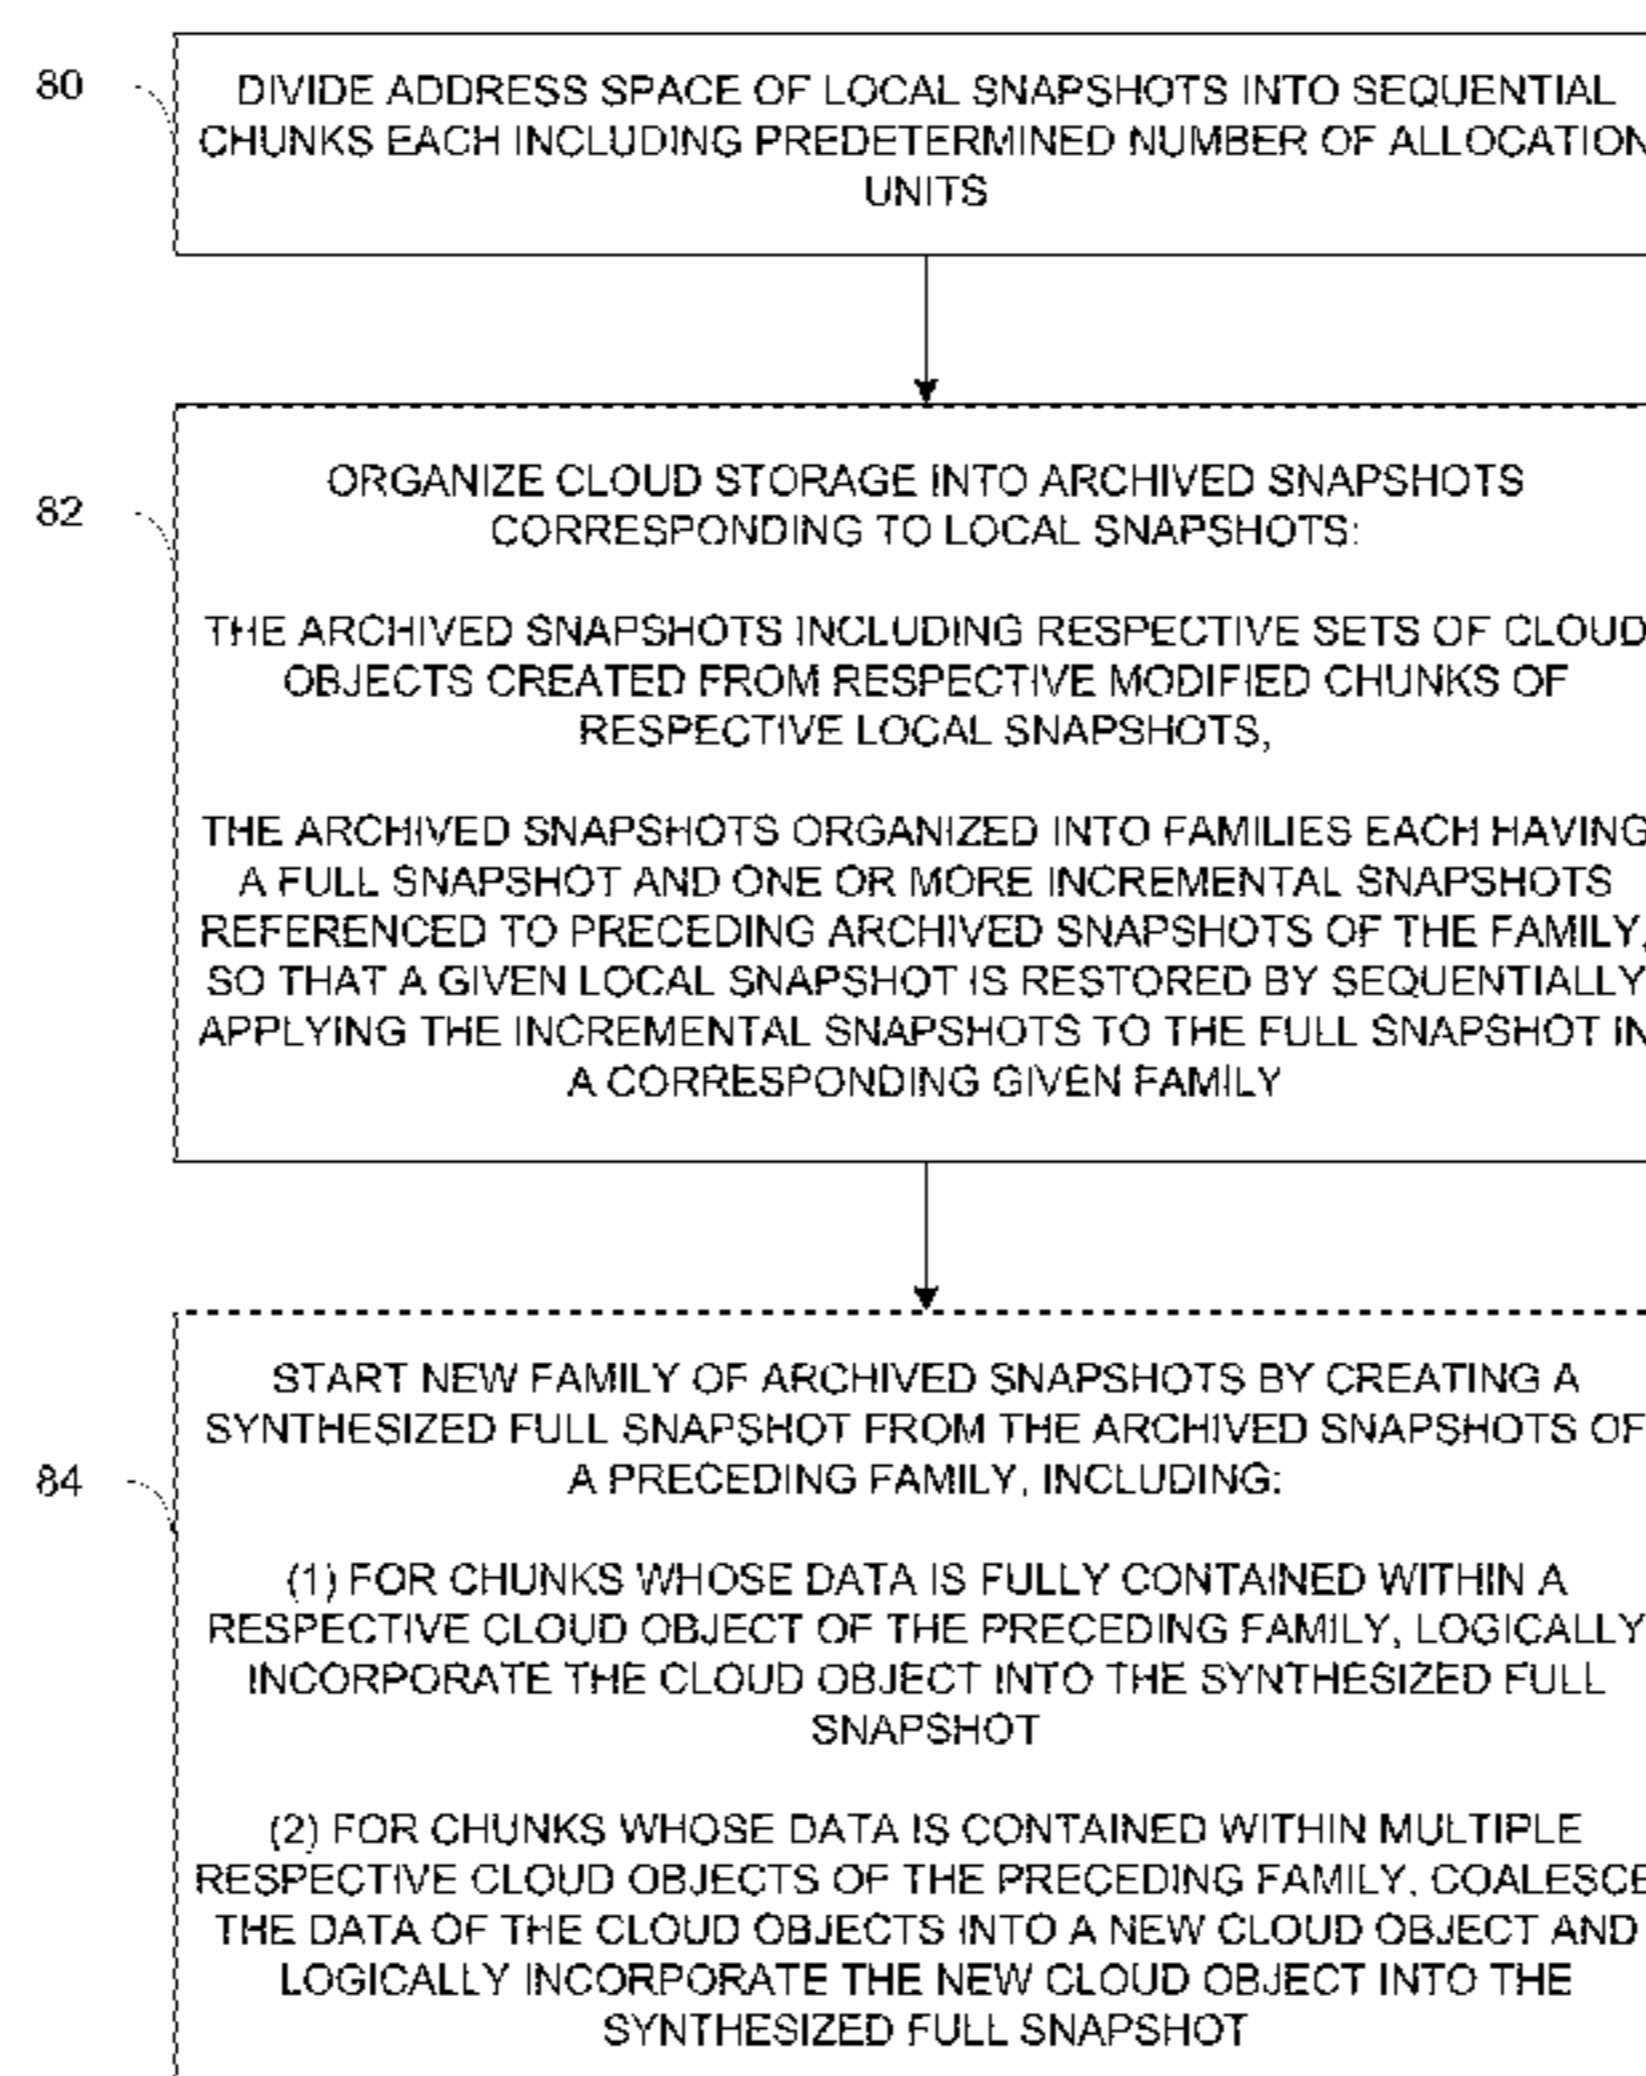 80
DIVIDE ADDRESS SPACE OF LOCAL SNAPSHOTS INTO SEQUENTIAL
CHUNKS EACH INCLUDING PREDETERMINED NUMBER OF ALLOCATION
UNITS
82
ORGANIZE CLOUD STORAGE INTO ARCHIVED SNAPSHOTS
CORRESPONDING TO LOCAL SNAPSHOTS:
THE ARCHIVED SNAPSHOTS INCLUDING RESPECTIVE SETS OF CLOUD
OBJECTS CREATED FROM RESPECTIVE MODIFIED CHUNKS OF
RESPECTIVE LOCAL SNAPSHOTS,
THE ARCHIVED SNAPSHOTS ORGANIZED INTO FAMILIES EACH HAVING
A FULL SNAPSHOT AND ONE OR MORE INCREMENTAL SNAPSHOTS
REFERENCED TO PRECEDING ARCHIVED SNAPSHOTS OF THE FAMILY,
SO THAT A GIVEN LOCAL SNAPSHOT IS RESTORED BY SEQUENTIALLY
APPLYING THE INCREMENTAL SNAPSHOTS TO THE FULL SNAPSHOT IN
A CORRESPONDING GIVEN FAMILY
84
START NEW FAMILY OF ARCHIVED SNAPSHOTS BY CREATING A
SYNTHESIZED FULL SNAPSHOT FROM THE ARCHIVED SNAPSHOTS OF
A PRECEDING FAMILY, INCLUDING:
(1) FOR CHUNKS WHOSE DATA IS FULLY CONTAINED WITHIN A
RESPECTIVE CLOUD OBJECT OF THE PRECEDING FAMILY, LOGICALLY
INCORPORATE THE CLOUD OBJECT INTO THE SYNTHESIZED FULL
SNAPSHOT
(2) FOR CHUNKS WHOSE DATA IS CONTAINED WITHIN MULTIPLE
RESPECTIVE CLOUD OBJECTS OF THE PRECEDING FAMILY, COALESCE
THE DATA OF THE CLOUD OBJECTS INTO A NEW CLOUD OBJECT AND
LOGICALLY INCORPORATE THE NEW CLOUD OBJECT INTO THE
SYNTHESIZED FULL SNAPSHOT